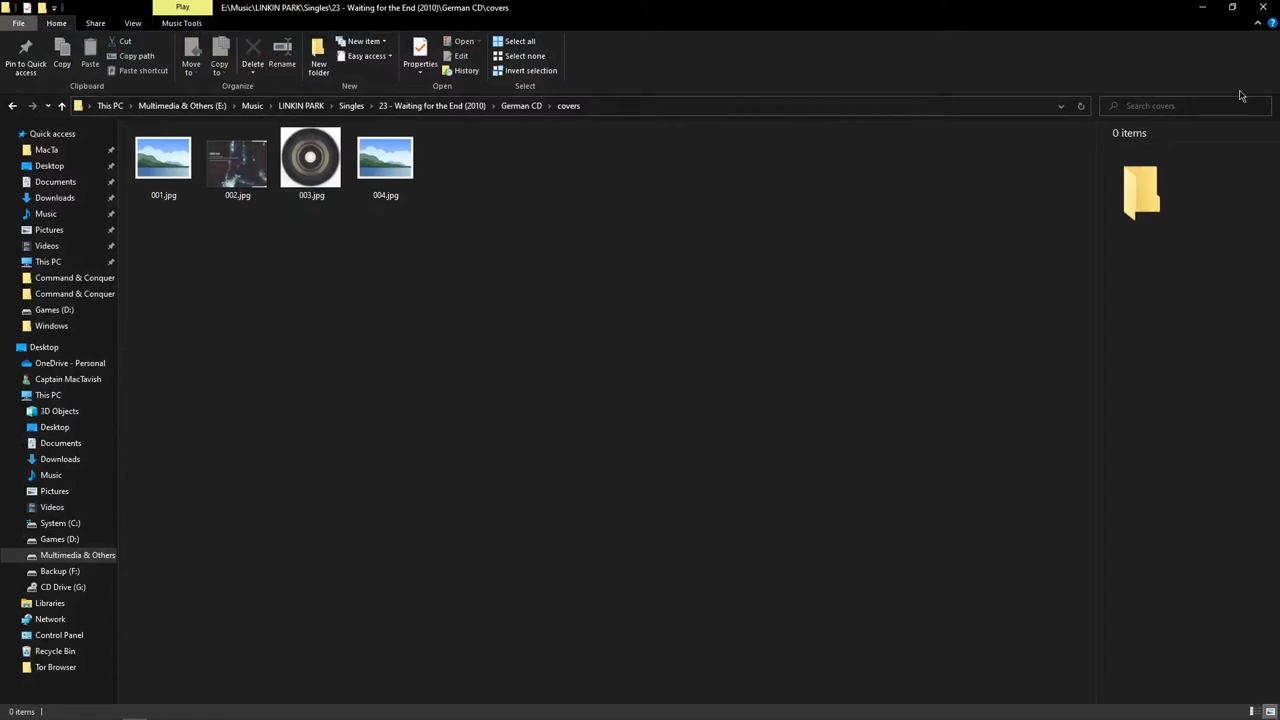 Play
E:\Music\LINKIN PARK\Singles\23 - Waiting for the End (2010)\German CD\covers
File
Home
Share
View
Music Tools
Pin to Quick access
Copy
Paste
Cut
Copy path
Paste shortcut
Clipboard
Move to
Copy to
Delete
Rename
Organize
New folder
New item
Easy access
New
Properties
Open
Edit
History
Open
Select all
Select none
Invert selection
Select
This PC > Multimedia & Others (E:) > Music > LINKIN PARK > Singles > 23 - Waiting for the End (2010) > German CD > covers
Search covers
Quick access
MacTa
Desktop
Documents
Downloads
Music
Pictures
Videos
This PC
Command & Conquer
Command & Conquer
Games (D:)
Windows
Desktop
OneDrive - Personal
Captain MacTavish
This PC
3D Objects
Desktop
Documents
Downloads
Music
Pictures
Videos
System (C:)
Games (D:)
Multimedia & Others
Backup (F:)
CD Drive (G:)
Libraries
Network
Control Panel
Recycle Bin
Tor Browser
001.jpg
002.jpg
003.jpg
004.jpg
0 items
0 items